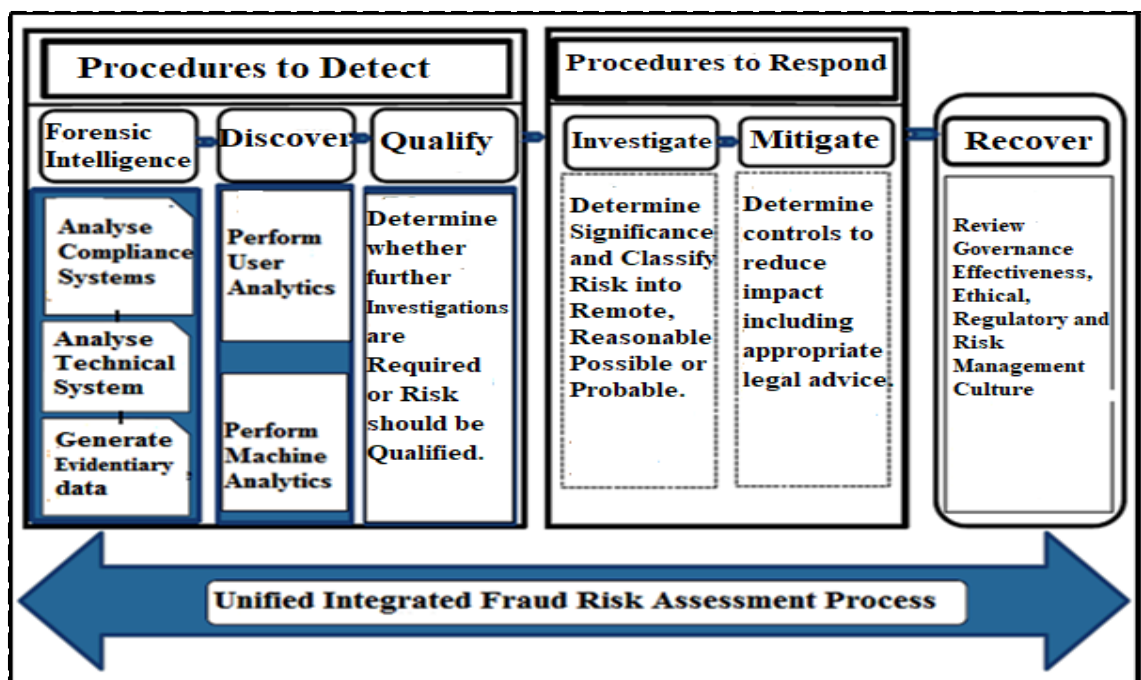 Procedures to Detect
Forensic
Intelligence
Discover
Qualify
Analyse
Compliance
Systems
Analyse
Technical
System
Generate
Evidentiary
data
Perform
User
Analytics
Perform
Machine
Analytics
Determine
whether
further
Investigations
are
Required
or Risk
should be
Qualified.
Procedures to Respond
Investigate
Mitigate
Determine
Significance
and Classify
Risk into
Remote,
Reasonable
Possible or
Probable.
Determine
controls to
reduce
impact
including
appropriate
legal advice.
Recover
Review
Governance
Effectiveness,
Ethical,
Regulatory and
Risk
Management
Culture
Unified Integrated Fraud Risk Assessment Process